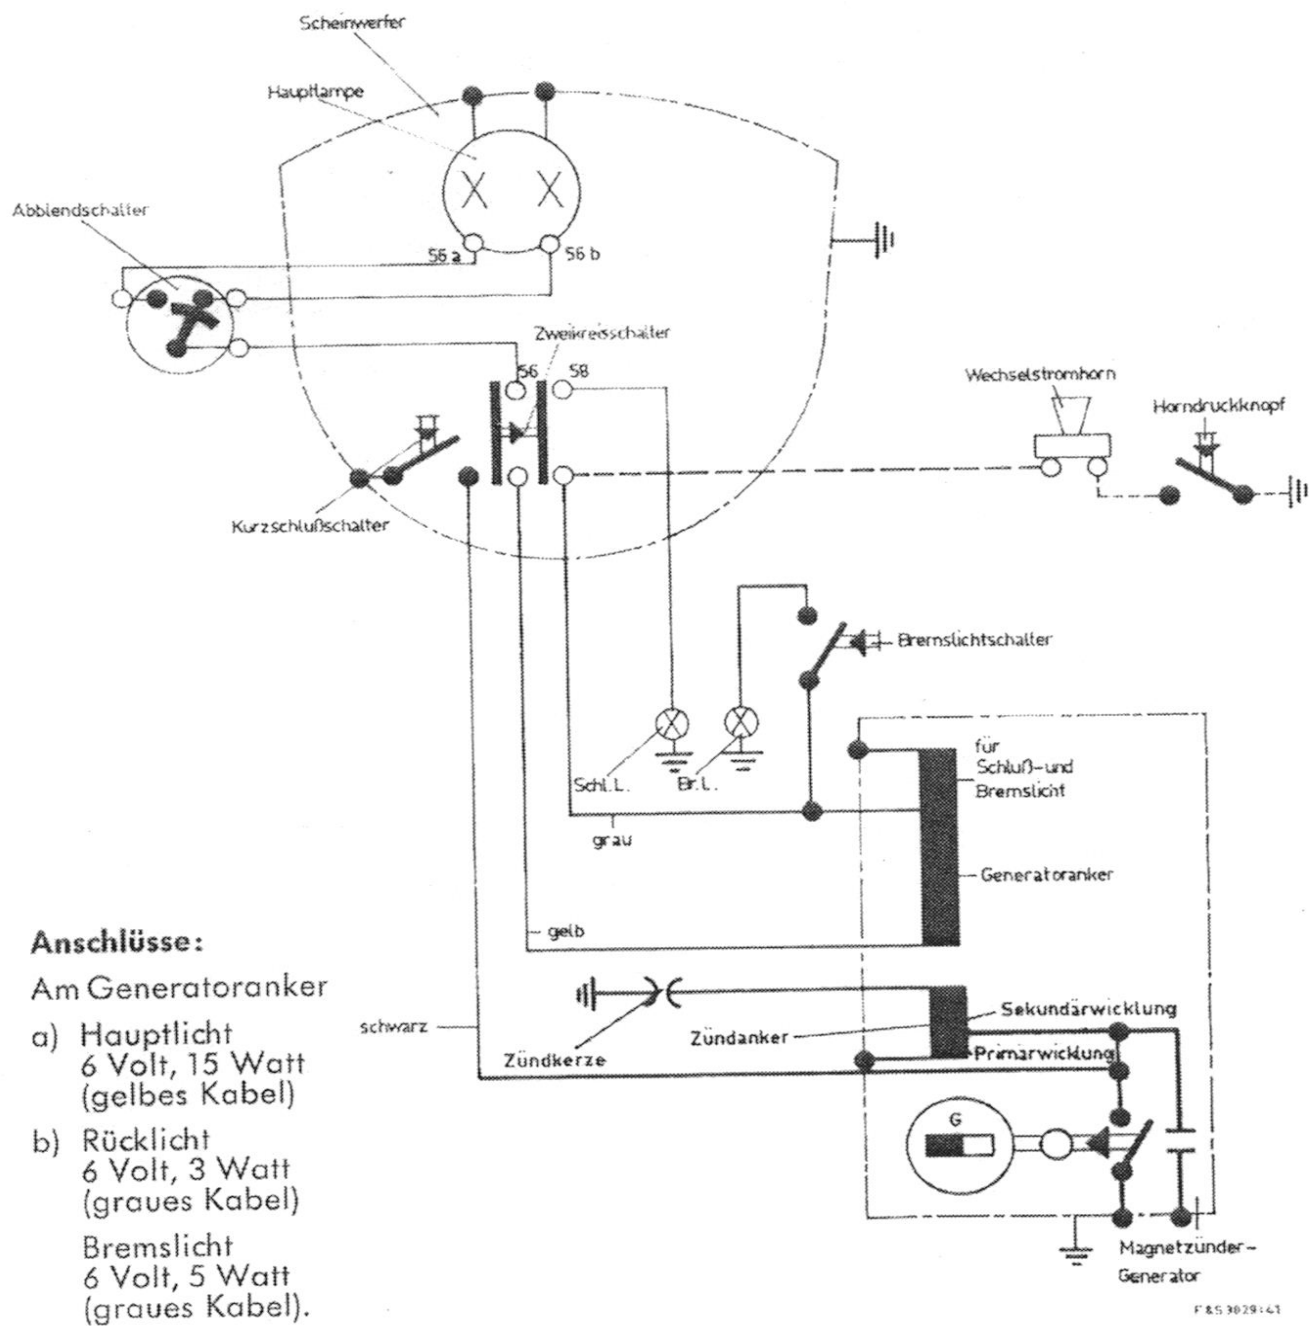 Scheinwerfer
Hauptlampe
Abblendschalter
56 a
56 b
Zweikreisschalter
56
58
Wechselstromhorn
Horndruckknopf
Kurzschlußschalter
Bremslichtschalter
für
Schluß-und
Bremslicht
Schl.L.
Br.L.
grau
Generatoranker
gelb
Anschlüsse:
Am Generatoranker
a) Hauptlicht
6 Volt, 15 Watt
(gelbes Kabel)
b) Rücklicht
6 Volt, 3 Watt
(graues Kabel)
Bremslicht
6 Volt, 5 Watt
(graues Kabel).
schwarz
Zündkerze
Zündanker
Sekundärwicklung
Primärwicklung
G
Magnetzünder-
Generator
F&S 3029:41